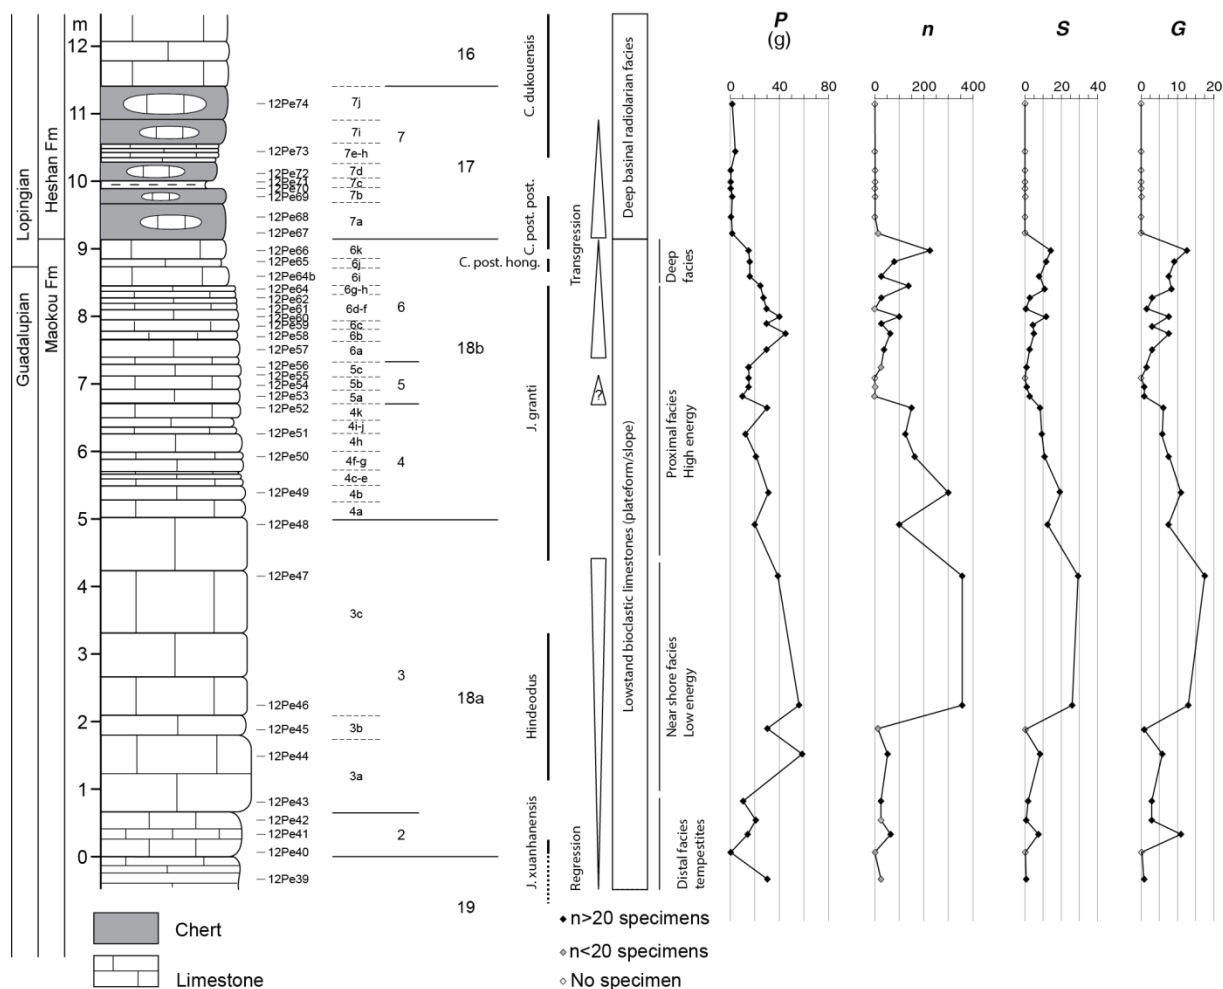 m
P
(g)
n
S
G
0 40 80
0 200 400
0 20 40
0 10 20
Lopingian
Guadalupian
Heshan Fm
Maokou Fm
12
11
10
9
8
7
6
5
4
3
2
1
0
12Pe74
12Pe73
12Pe72
12Pe71
12Pe70
12Pe69
12Pe68
12Pe67
12Pe66
12Pe65
12Pe64b
12Pe64
12Pe62
12Pe61
12Pe60
12Pe59
12Pe58
12Pe57
12Pe56
12Pe55
12Pe54
12Pe53
12Pe52
12Pe51
12Pe50
12Pe49
12Pe48
12Pe47
12Pe46
12Pe45
12Pe44
12Pe43
12Pe42
12Pe41
12Pe40
12Pe39
7j
7i
7e-h
7d
7c
7b
7a
6k
6j
6i
6g-h
6d-f
6c
6b
6a
5c
5b
5a
4k
4i-j
4h
4f-g
4c-e
4b
4a
3c
3b
3a
7
6
5
4
3
2
16
17
18b
18a
19
C. dukouensis
C. post. post.
C. post. hong.
J. granti
Hindeodus
J. xuanhanensis
Transgression
?
Regression
Deep basinal radiolarian facies
Lowstand bioclastic limestones (plateform/slope)
Deep
facies
Proximal facies
High energy
Near shore facies
Low energy
Distal facies
tempestites
Chert
Limestone
n>20 specimens
n<20 specimens
No specimen